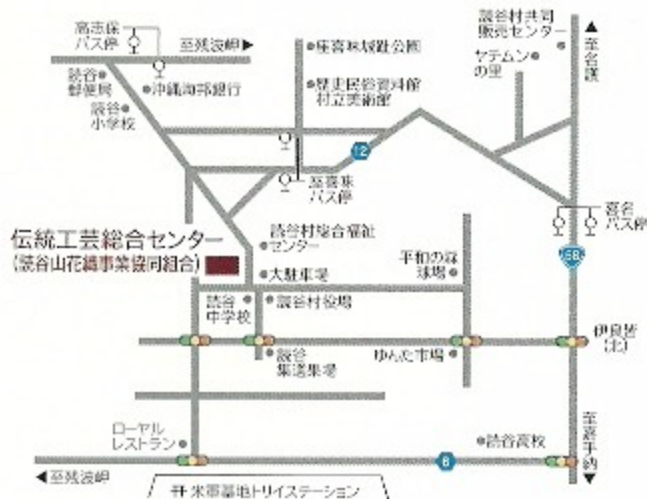 高志保
バス停
至残波岬▶
読谷
郵便局
沖縄海邦銀行
読谷
小学校
座喜味城趾公園
歴史民俗資料館
村立美術館
読谷村共同
販売センター
ヤチムン
の里
▲至名護
12
座喜味
バス停
喜名
バス停
伝統工芸総合センター
(読谷山花織事業協同組合)
読谷村総合福祉
センター
大駐車場
平和の森
球場
58
読谷
中学校
読谷村役場
伊良皆
(北)
読谷
集送果場
ゆんた市場
ローヤル
レストラン
読谷高校
至嘉手納▼
◀至残波岬
6
米軍基地トリイステーション